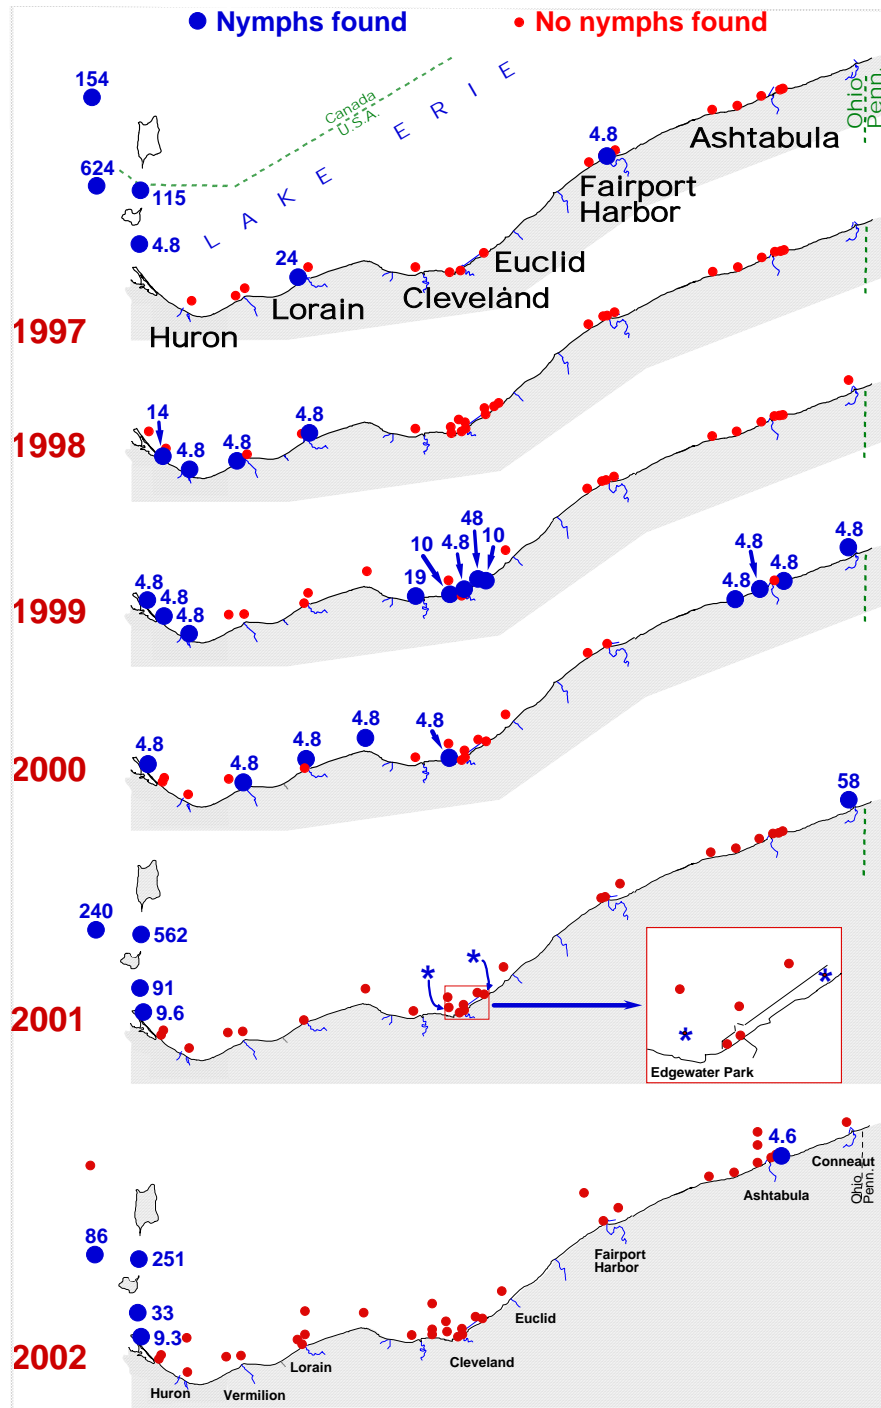 Nymphs found
No nymphs found
154
Canada
U.S.A.
LAKE ERIE
Ohio
Penn.
624
115
4.8
Ashtabula
4.8
Fairport
Harbor
24
Euclid
Cleveland
Lorain
Huron
1997
14
4.8
4.8
4.8
1998
4.8
4.8
4.8
19
10
4.8
48
10
4.8
4.8
4.8
4.8
1999
4.8
4.8
4.8
4.8
4.8
2000
58
240
562
91
9.6
*
*
*
*
Edgewater Park
2001
4.6
Conneaut
Ashtabula
Ohio
Penn.
86
251
33
9.3
Fairport
Harbor
Euclid
Cleveland
Lorain
Vermilion
Huron
2002